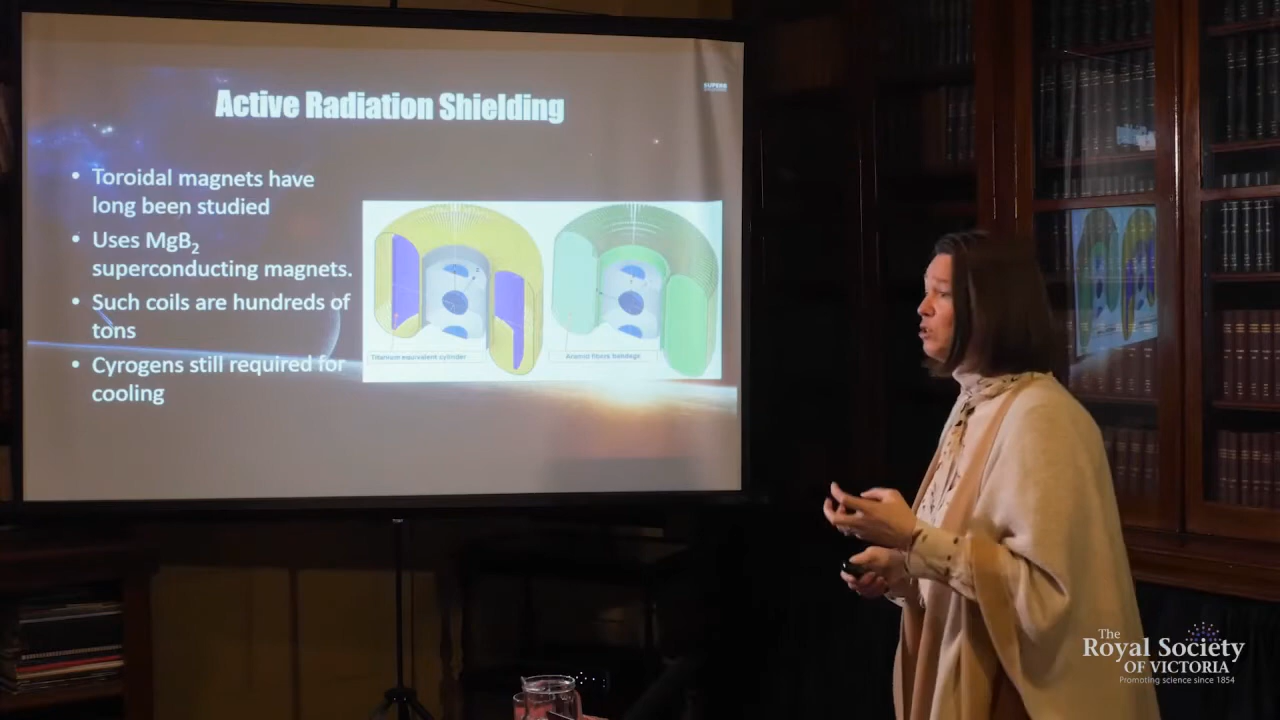 Active Radiation Shielding
• Toroidal magnets have
long been studied
• Uses MgB₂
superconducting magnets.
• Such coils are hundreds of
tons
• Cyrogens still required for
cooling
Titanium equivalent cylinder
Aramid fibers bandage
The
Royal Society
OF VICTORIA
Promoting science since 1854